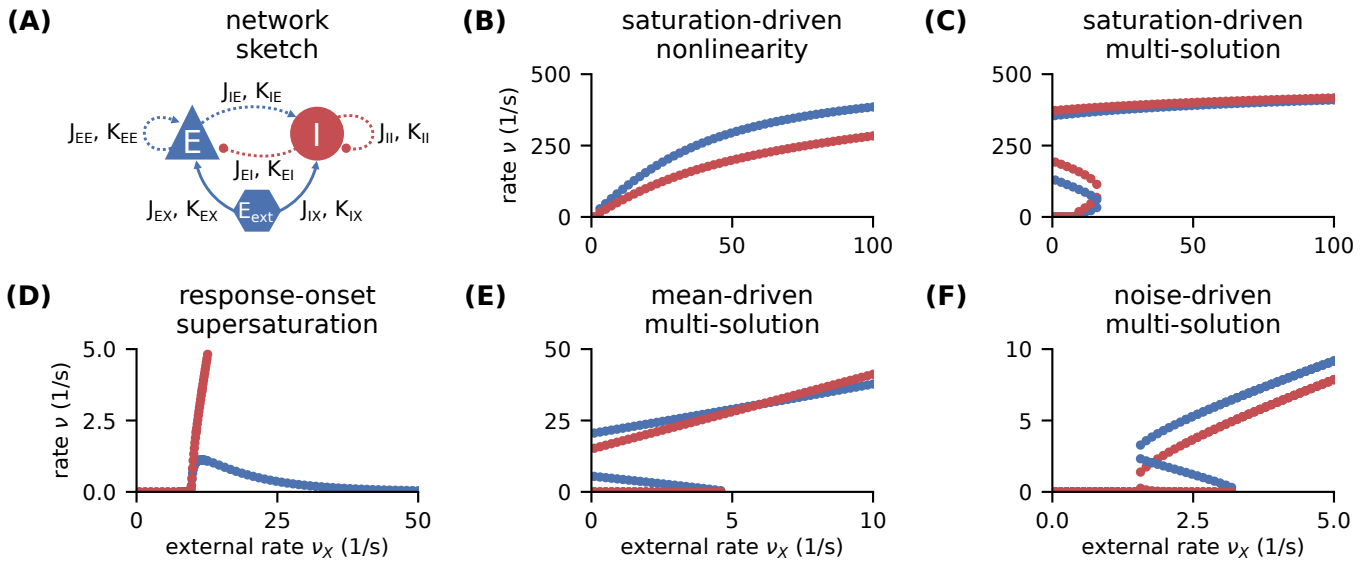 (A)
network
sketch
J_IE, K_IE
J_EE, K_EE
E
I
J_II, K_II
J_EI, K_EI
J_EX, K_EX
E_ext
J_IX, K_IX
(B)
saturation-driven
nonlinearity
rate ν (1/s)
500
250
0
0
50
100
(C)
saturation-driven
multi-solution
500
250
0
0
50
100
(D)
response-onset
supersaturation
rate ν (1/s)
5.0
2.5
0.0
0
25
50
external rate ν_X (1/s)
(E)
mean-driven
multi-solution
50
25
0
0
5
10
external rate ν_X (1/s)
(F)
noise-driven
multi-solution
10
5
0
0.0
2.5
5.0
external rate ν_X (1/s)